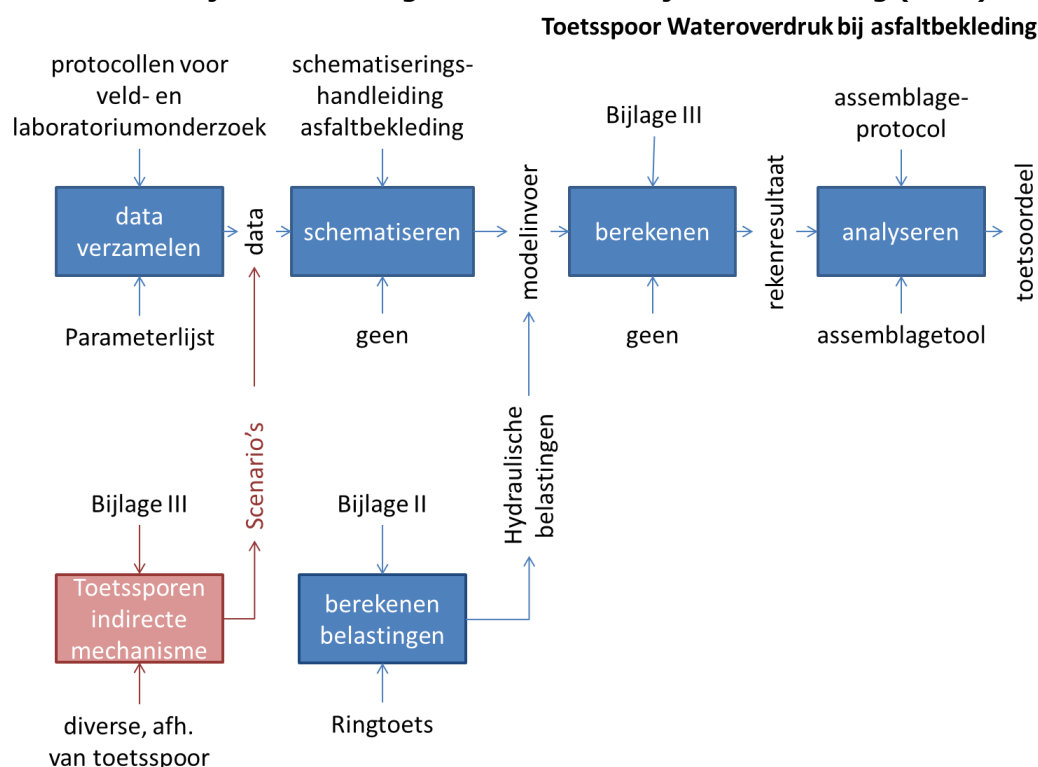 Toetsspoor Wateroverdruk bij asfaltbekleding
protocollen voor
veld- en
laboratoriumonderzoek
schematiserings-
handleiding
asfaltbekleding
Bijlage III
assemblage-
protocol
data
verzamelen
data
schematiseren
modelinvoer
berekenen
rekenresultaat
analyseren
toetsoordeel
Parameterlijst
geen
geen
assemblagetool
Scenario's
Hydraulische
belastingen
Bijlage III
Bijlage II
Toetssporen
indirecte
mechanisme
berekenen
belastingen
diverse, afh.
van toetsspoor
Ringtoets